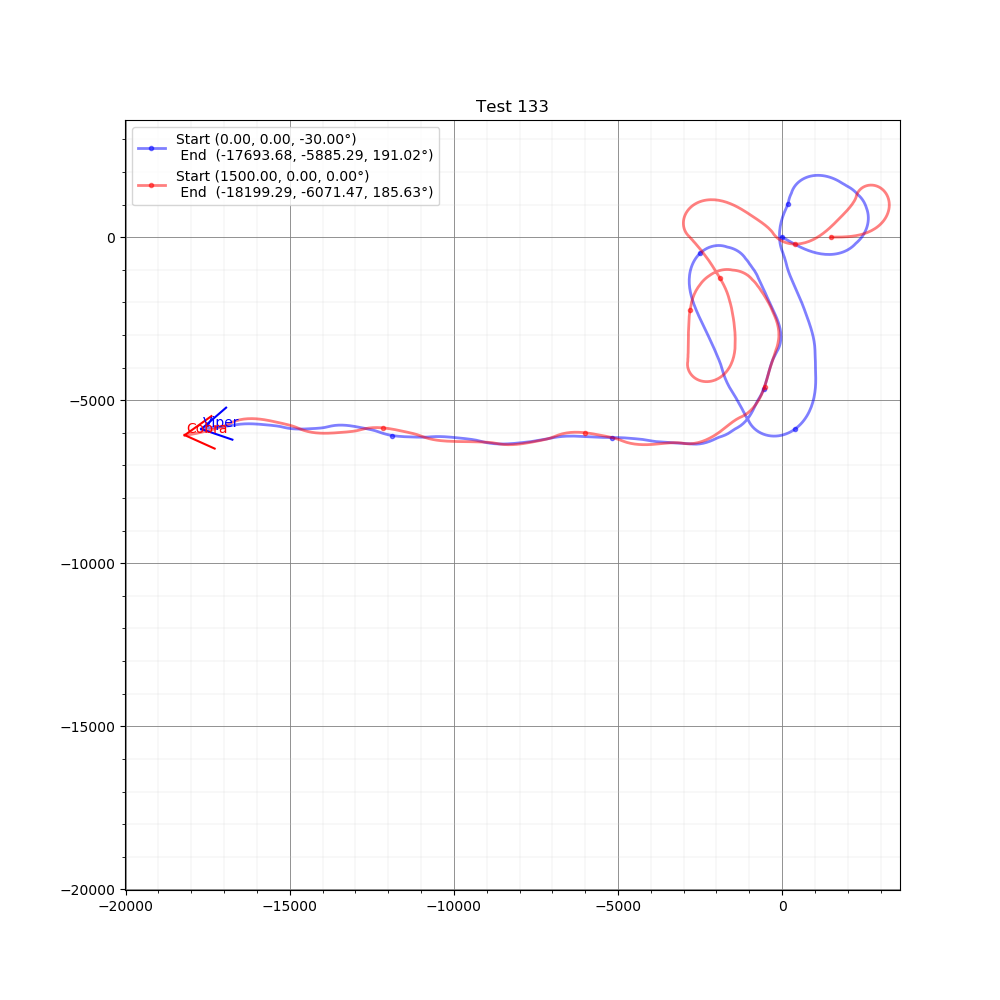 Test 133
Start (0.00, 0.00, -30.00°)
End  (-17693.68, -5885.29, 191.02°)
Start (1500.00, 0.00, 0.00°)
End  (-18199.29, -6071.47, 185.63°)
0
−5000
Viper
Cobra
−10000
−15000
−20000
−20000
−15000
−10000
−5000
0